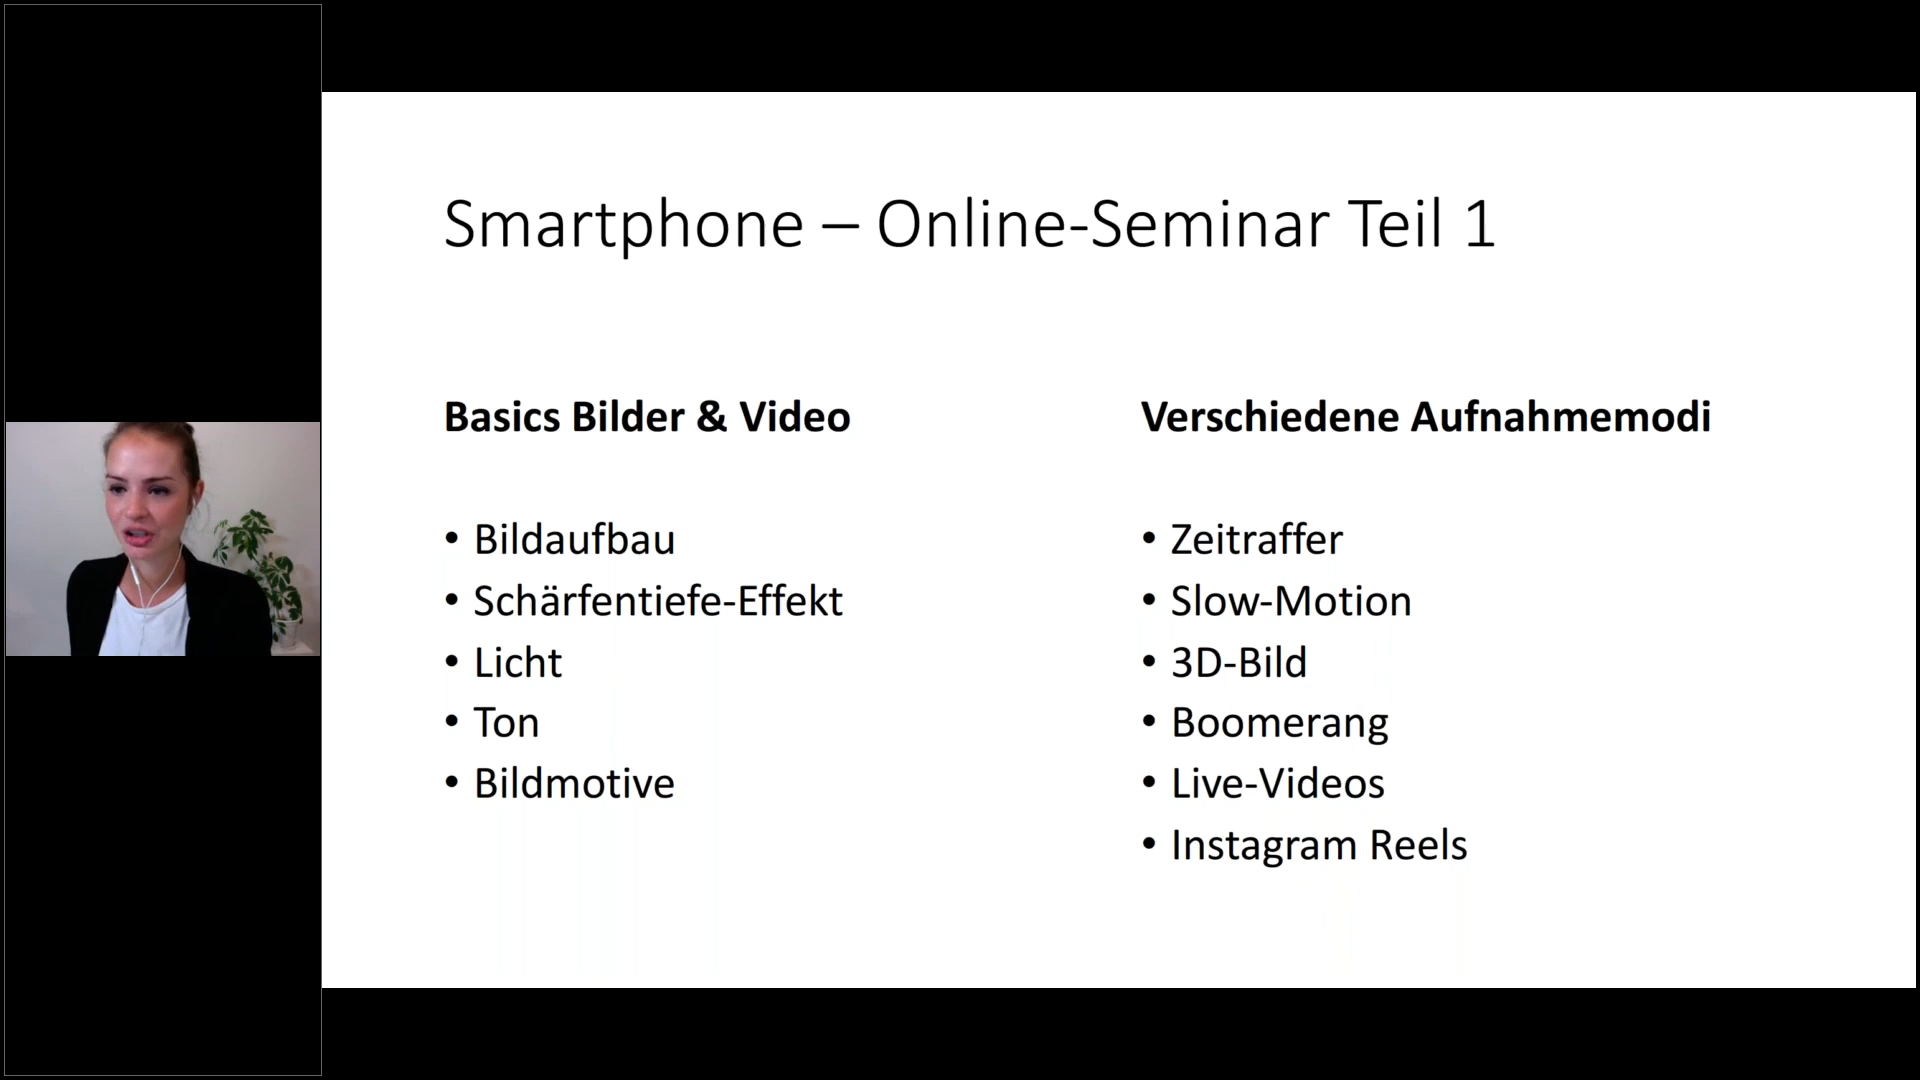 Smartphone – Online-Seminar Teil 1
Basics Bilder & Video
• Bildaufbau
• Schärfentiefe-Effekt
• Licht
• Ton
• Bildmotive
Verschiedene Aufnahmemodi
• Zeitraffer
• Slow-Motion
• 3D-Bild
• Boomerang
• Live-Videos
• Instagram Reels